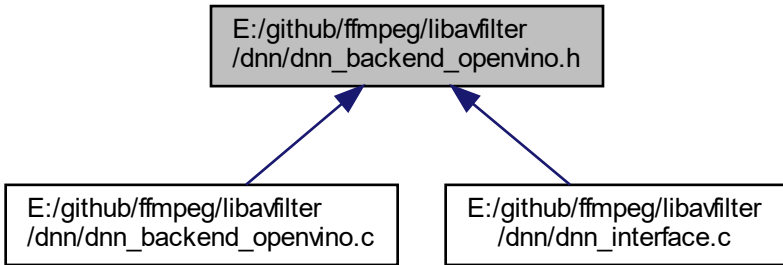 E:/github/ffmpeg/libavfilter
/dnn/dnn_backend_openvino.h
E:/github/ffmpeg/libavfilter
/dnn/dnn_backend_openvino.c
E:/github/ffmpeg/libavfilter
/dnn/dnn_interface.c